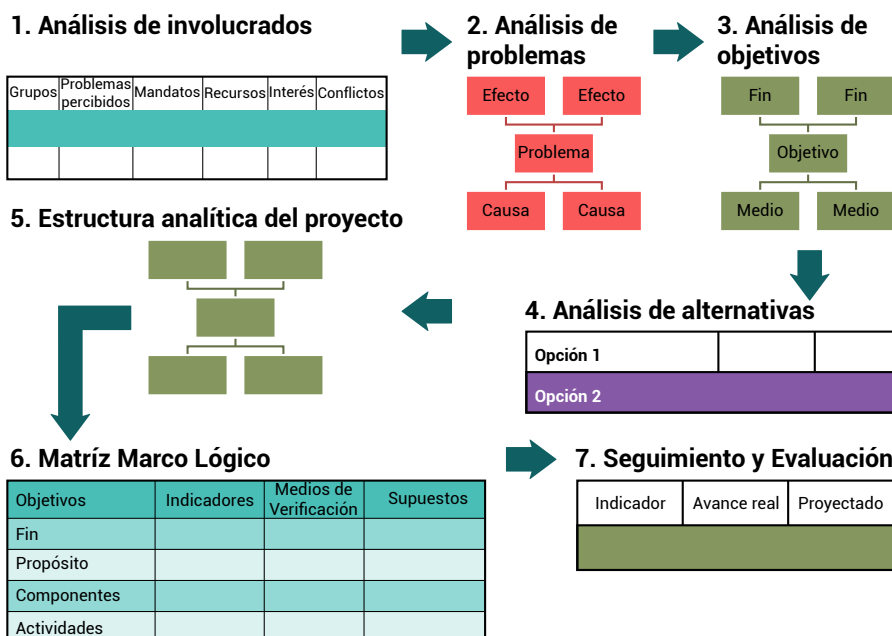 1. Análisis de involucrados
Grupos Problemas percibidos Mandatos Recursos Interés Conflictos
2. Análisis de
problemas
Efecto Efecto
Problema
Causa Causa
3. Análisis de
objetivos
Fin Fin
Objetivo
Medio Medio
4. Análisis de alternativas
Opción 1
Opción 2
5. Estructura analítica del proyecto
6. Matríz Marco Lógico
Objetivos Indicadores Medios de Verificación Supuestos
Fin
Propósito
Componentes
Actividades
7. Seguimiento y Evaluación
Indicador Avance real Proyectado